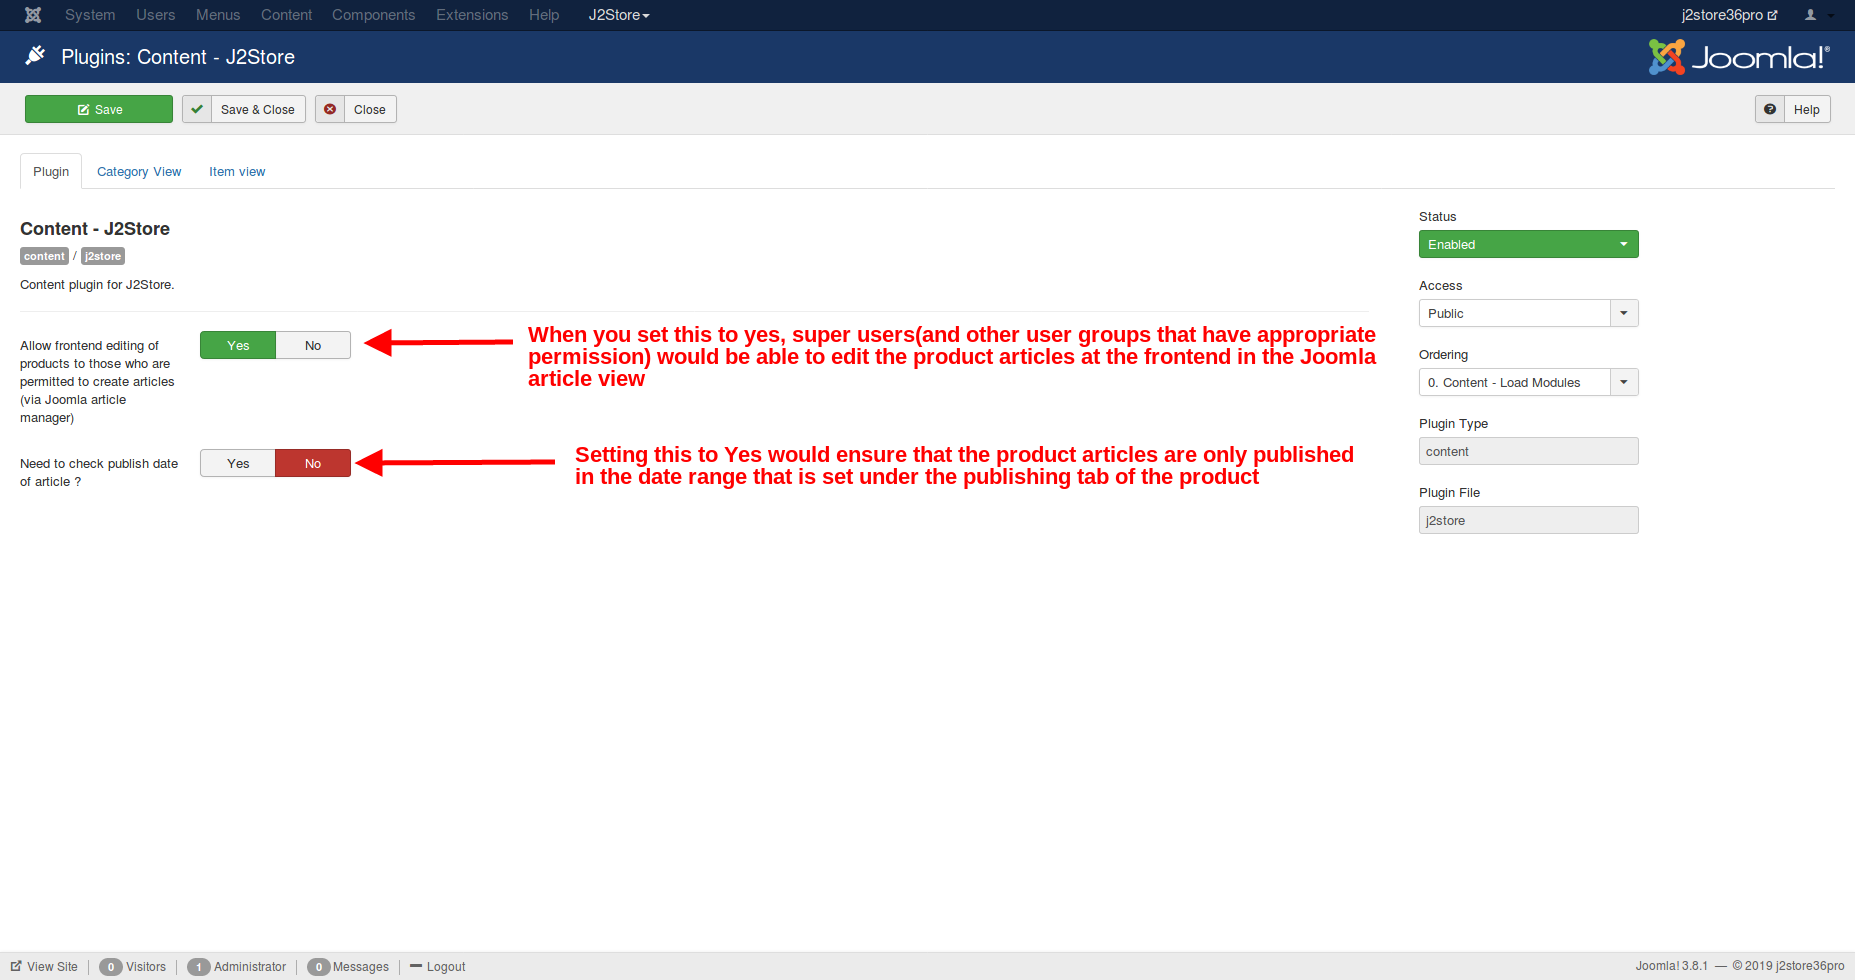 System Users Menus Content Components Extensions Help J2Store j2store36pro
Plugins: Content - J2Store Joomla!®
Save Save & Close Close Help
Plugin Category View Item view
Content - J2Store
content / j2store
Content plugin for J2Store.
Allow frontend editing of
products to those who are
permitted to create articles
(via Joomla article
manager)
Yes No
When you set this to yes, super users(and other user groups that have appropriate
permission) would be able to edit the product articles at the frontend in the Joomla
article view
Need to check publish date
of article ?
Yes No
Setting this to Yes would ensure that the product articles are only published
in the date range that is set under the publishing tab of the product
Status
Enabled
Access
Public
Ordering
0. Content - Load Modules
Plugin Type
content
Plugin File
j2store
View Site 0 Visitors 1 Administrator 0 Messages Logout Joomla! 3.8.1 — © 2019 j2store36pro